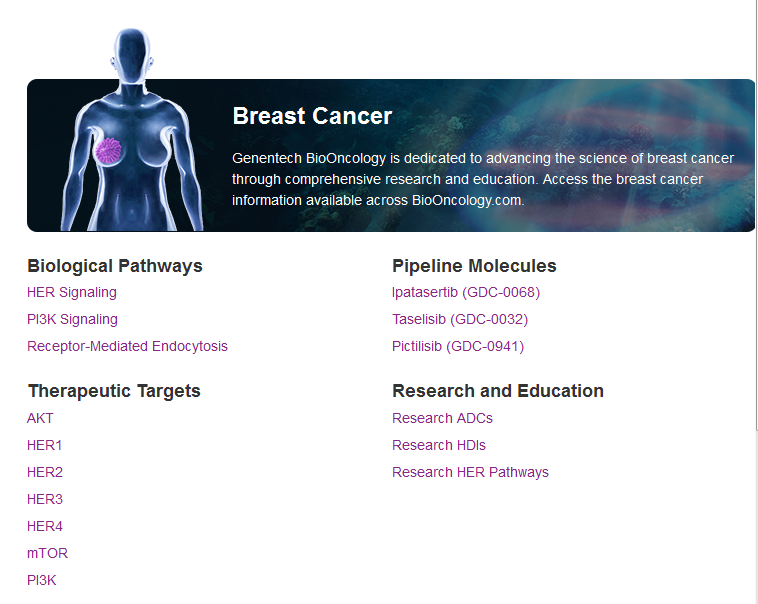 Breast Cancer
Genentech BioOncology is dedicated to advancing the science of breast cancer
through comprehensive research and education. Access the breast cancer
information available across BioOncology.com.
Biological Pathways
HER Signaling
PI3K Signaling
Receptor-Mediated Endocytosis
Pipeline Molecules
Ipatasertib (GDC-0068)
Taselisib (GDC-0032)
Pictilisib (GDC-0941)
Therapeutic Targets
AKT
HER1
HER2
HER3
HER4
mTOR
PI3K
Research and Education
Research ADCs
Research HDIs
Research HER Pathways